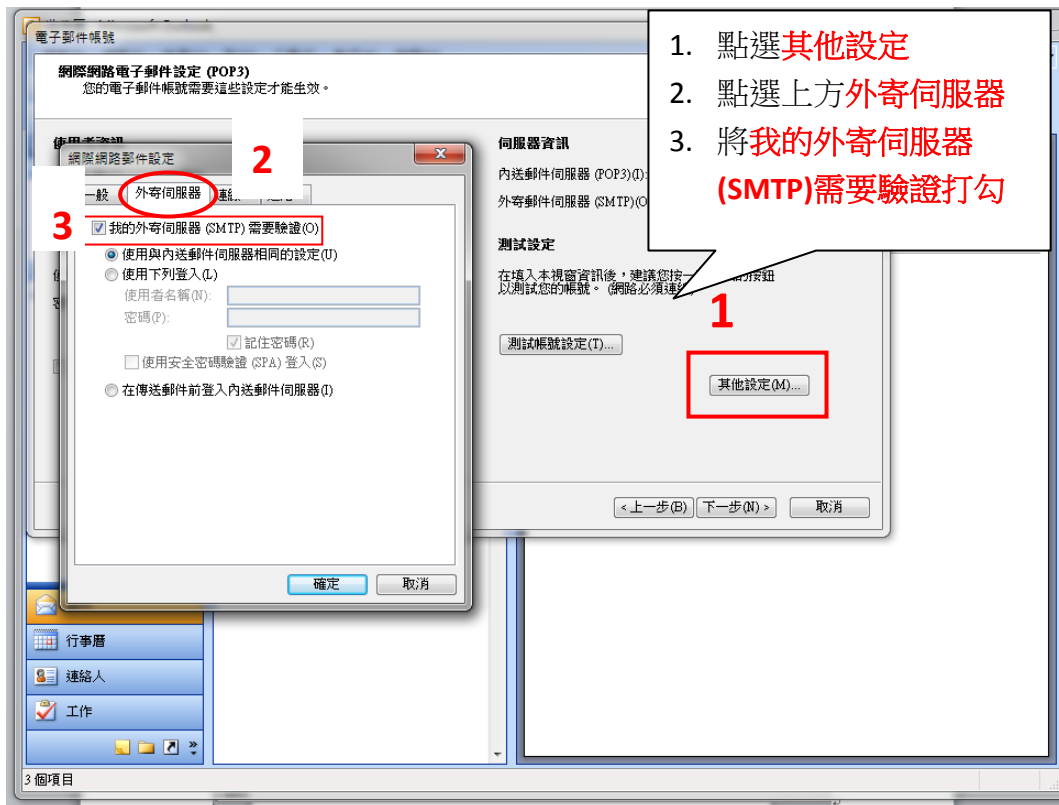 電子郵件帳號
網際網路電子郵件設定 (POP3)
您的電子郵件帳號需要這些設定才能生效。
1. 點選其他設定
2. 點選上方外寄伺服器
3. 將我的外寄伺服器
(SMTP)需要驗證打勾
伺服器資訊
內送郵件伺服器 (POP3)(I):
外寄郵件伺服器 (SMTP)(O
測試設定
在填入本視窗資訊後，建議您按一
的按鈕
以測試您的帳號。 (網路必須連線)
測試帳號設定(T)...
1
其他設定(M)...
<上一步(B)
下一步(N) >
取消
使用者資訊
網際網路郵件設定
2
一般
外寄伺服器
連線
3
我的外寄伺服器 (SMTP) 需要驗證(O)
使用與內送郵件伺服器相同的設定(U)
使用下列登入(L)
使用者名稱(N):
密碼(P):
記住密碼(R)
使用安全密碼驗證 (SPA) 登入(S)
在傳送郵件前登入內送郵件伺服器(I)
確定
取消
行事曆
連絡人
工作
3 個項目